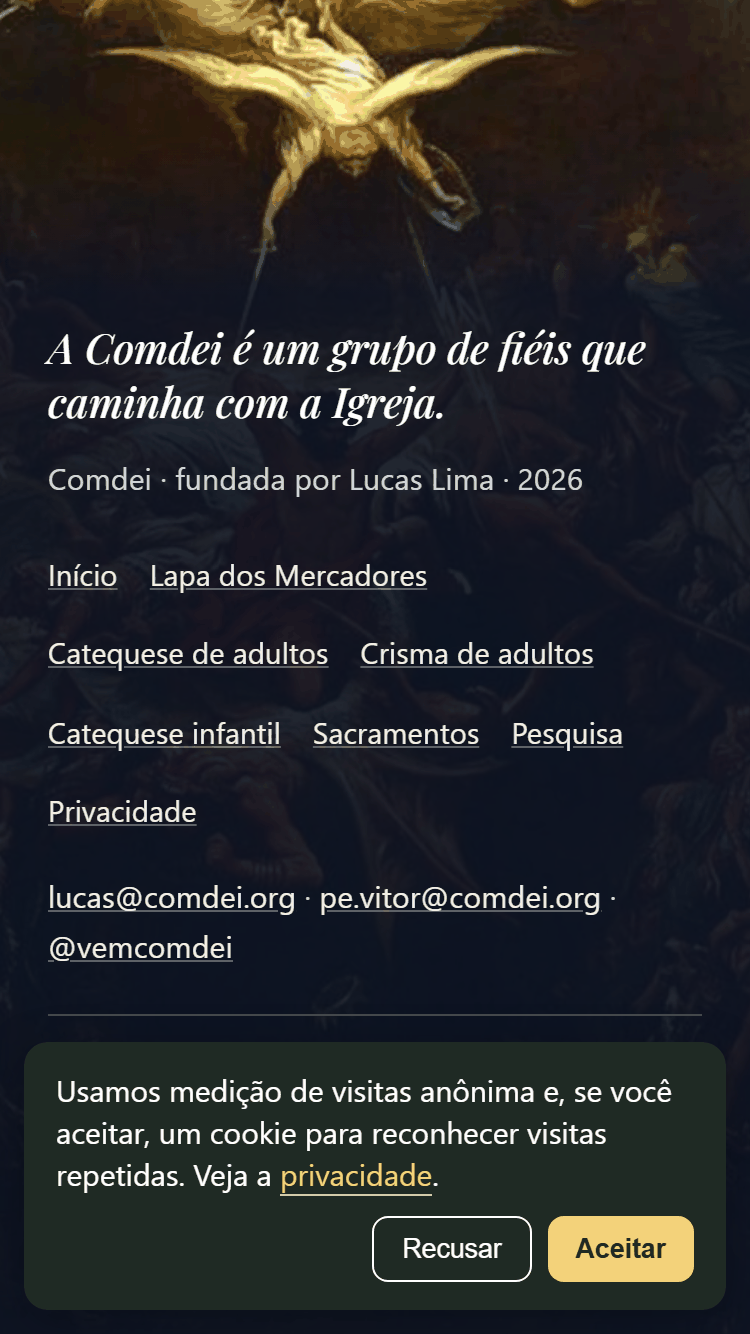 A Comdei é um grupo de fiéis que
caminha com a Igreja.
Comdei · fundada por Lucas Lima · 2026
Início Lapa dos Mercadores
Catequese de adultos Crisma de adultos
Catequese infantil Sacramentos Pesquisa
Privacidade
lucas@comdei.org · pe.vitor@comdei.org ·
@vemcomdei
Usamos medição de visitas anônima e, se você
aceitar, um cookie para reconhecer visitas
repetidas. Veja a privacidade.
Recusar Aceitar